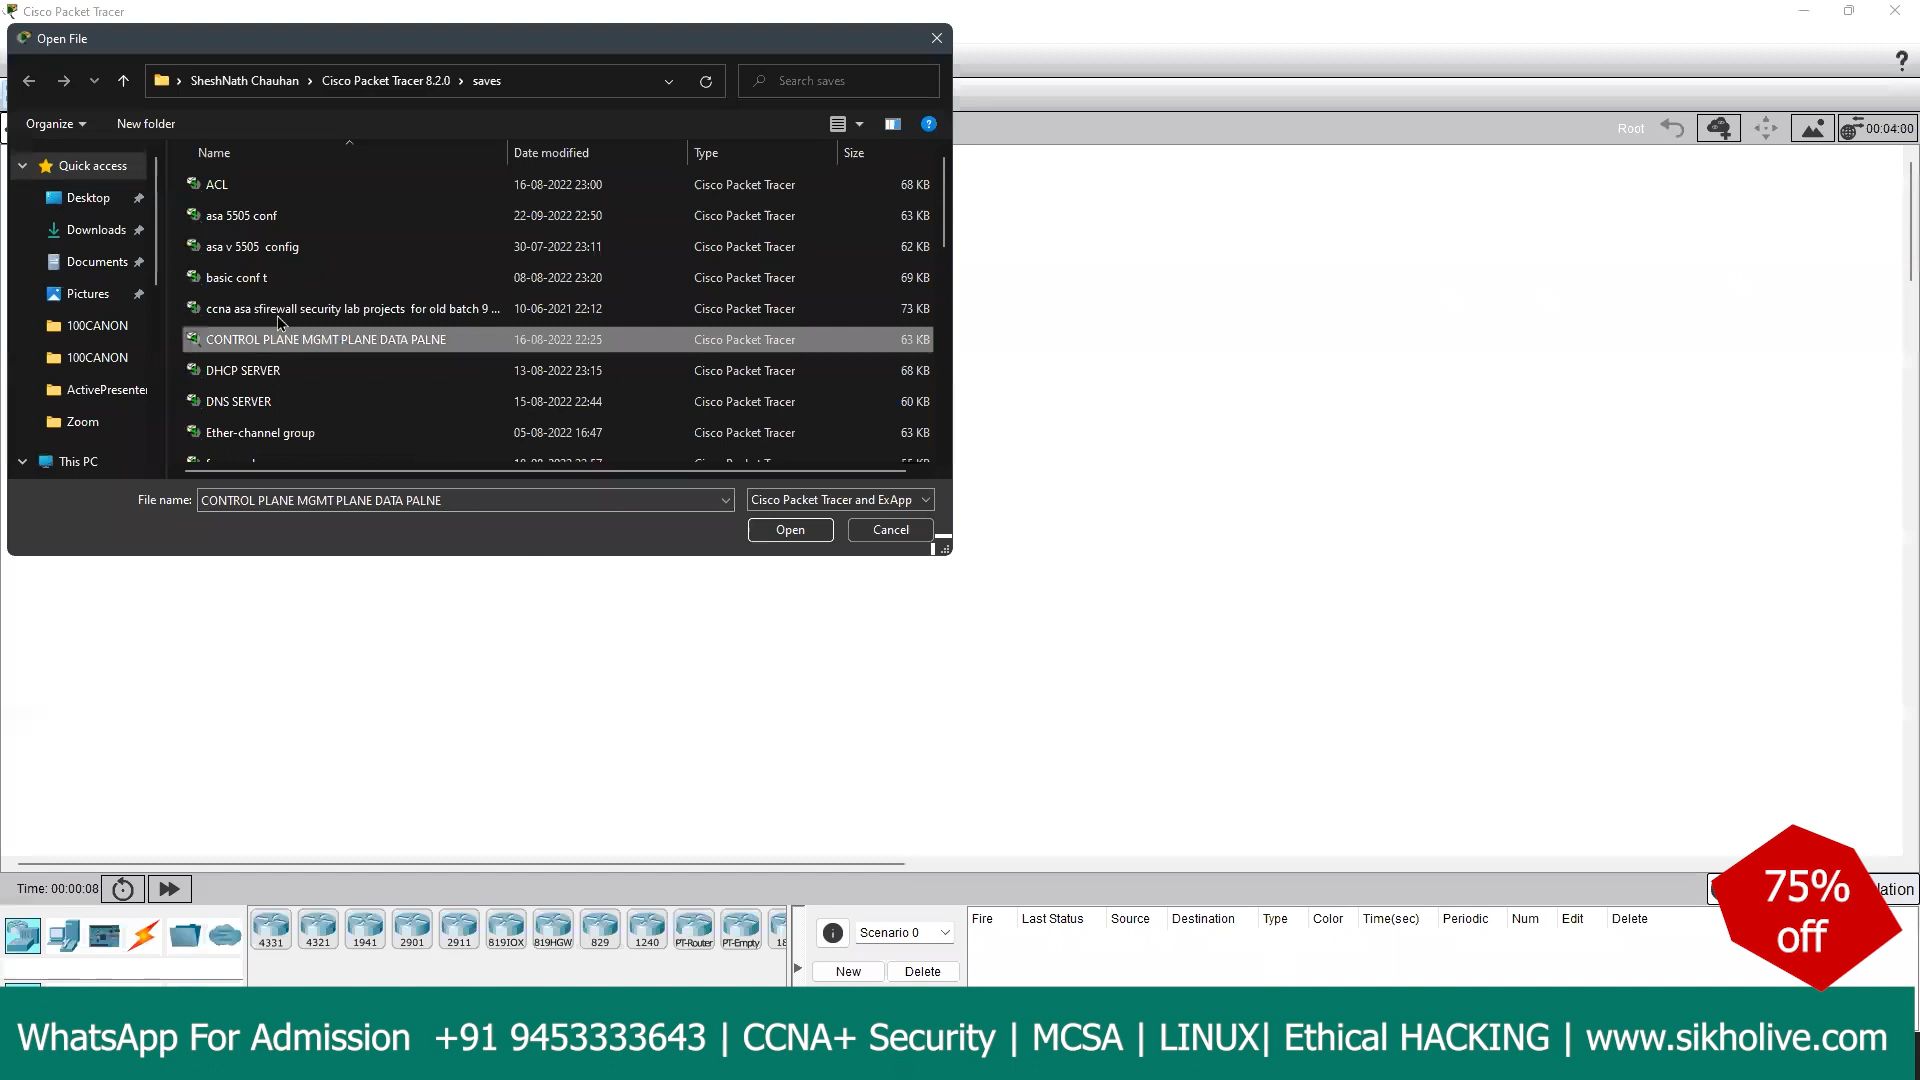 Cisco Packet Tracer
Open File
SheshNath Chauhan > Cisco Packet Tracer 8.2.0 > saves
Search saves
Organize
New folder
Name
Date modified
Type
Size
Quick access
Desktop
Downloads
Documents
Pictures
100CANON
100CANON
ActivePresente
Zoom
This PC
ACL 16-08-2022 23:00 Cisco Packet Tracer 68 KB
asa 5505 conf 22-09-2022 22:50 Cisco Packet Tracer 63 KB
asa v 5505 config 30-07-2022 23:11 Cisco Packet Tracer 62 KB
basic conf t 08-08-2022 23:20 Cisco Packet Tracer 69 KB
ccna asa sfirewall security lab projects for old batch 9 ... 10-06-2021 22:12 Cisco Packet Tracer 73 KB
CONTROL PLANE MGMT PLANE DATA PALNE 16-08-2022 22:25 Cisco Packet Tracer 63 KB
DHCP SERVER 13-08-2022 23:15 Cisco Packet Tracer 68 KB
DNS SERVER 15-08-2022 22:44 Cisco Packet Tracer 60 KB
Ether-channel group 05-08-2022 16:47 Cisco Packet Tracer 63 KB
File name: CONTROL PLANE MGMT PLANE DATA PALNE
Cisco Packet Tracer and ExApp
Open
Cancel
Root
00:04:00
Time: 00:00:08
lation
4331 4321 1941 2901 2911 819IOX 819HGW 829 1240 PT-Router PT-Empty 18
Scenario 0
New
Delete
Fire Last Status Source Destination Type Color Time(sec) Periodic Num Edit Delete
75%
off
WhatsApp For Admission +91 9453333643 | CCNA+ Security | MCSA | LINUX| Ethical HACKING | www.sikholive.com